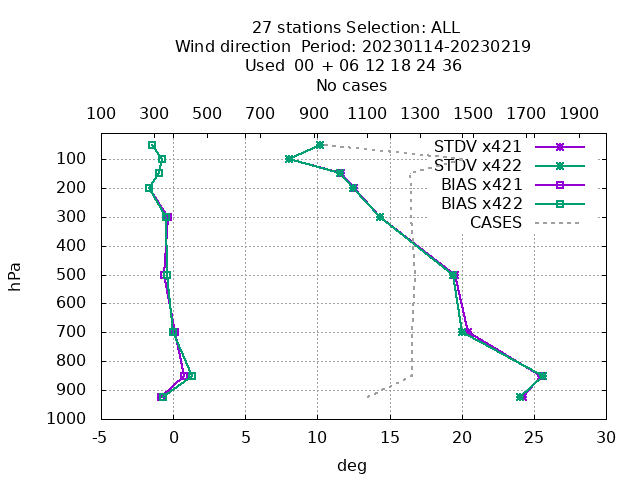 27 stations Selection: ALL
Wind direction  Period: 20230114-20230219
Used  00 + 06 12 18 24 36
No cases
100 300 500 700 900 1100 1300 1500 1700 1900
STDV x421
STDV x422
BIAS x421
BIAS x422
CASES
100
200
300
400
500
600
700
800
900
1000
hPa
-5 0 5 10 15 20 25 30
deg